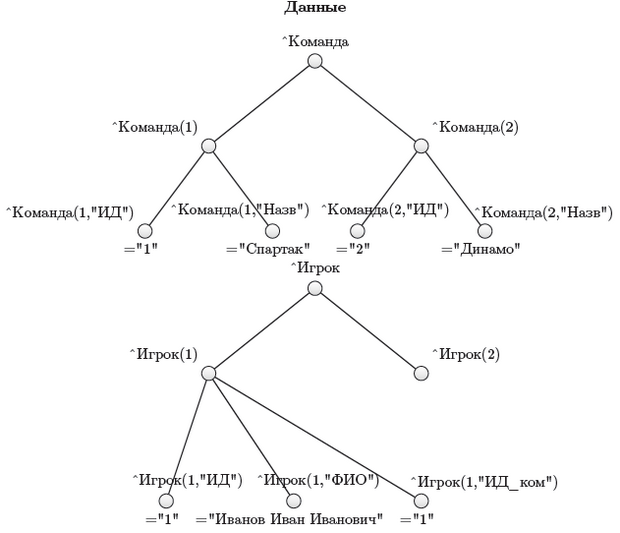 Данные
^Команда
^Команда(1) ^Команда(2)
^Команда(1,"ИД") ^Команда(1,"Назв") ^Команда(2,"ИД") ^Команда(2,"Назв")
="1" ="Спартак" ="2" ="Динамо"
^Игрок
^Игрок(1) ^Игрок(2)
^Игрок(1,"ИД") ^Игрок(1,"ФИО") ^Игрок(1,"ИД_ком")
="1" ="Иванов Иван Иванович" ="1"